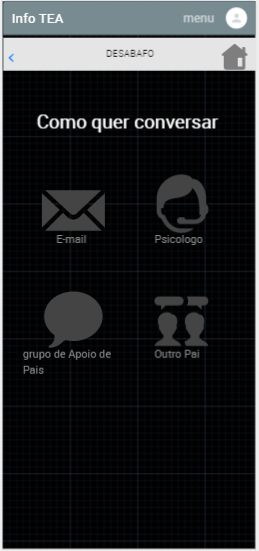 Info TEA menu
DESABAFO
Como quer conversar
E-mail Psicologo
grupo de Apoio de
Pais
Outro Pai